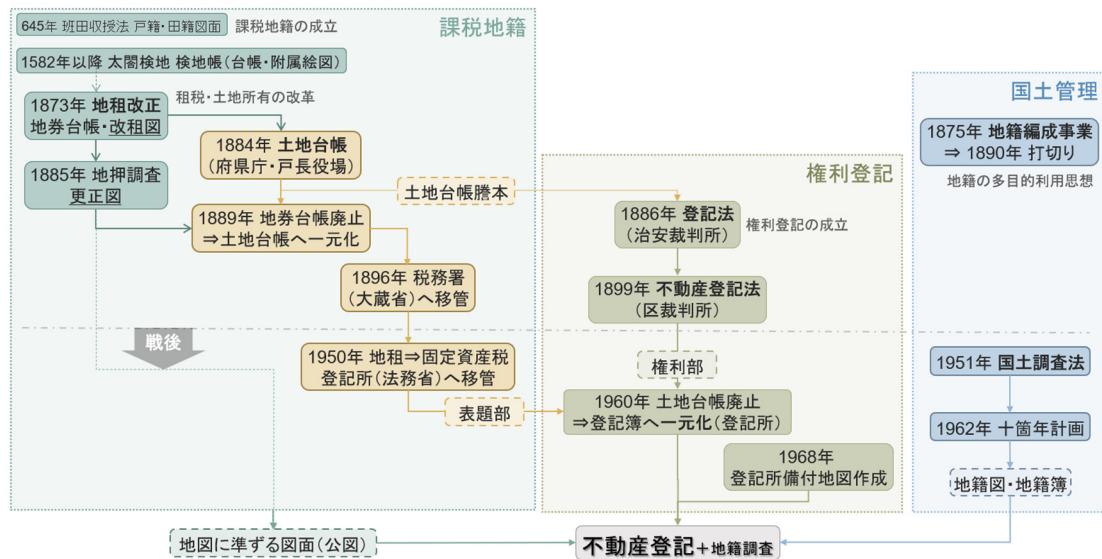 課税地籍
645年 班田収授法 戸籍・田籍図面
課税地籍の成立
1582年以降 太閤検地 検地帳(台帳・附属絵図)
1873年 地租改正
地券台帳・改租図
租税・土地所有の改革
1884年 土地台帳
(府県庁・戸長役場)
1885年 地押調査
更正図
土地台帳謄本
1889年 地券台帳廃止
⇒土地台帳へ一元化
1896年 税務署
(大蔵省)へ移管
戦後
1950年 地租⇒固定資産税
登記所(法務省)へ移管
表題部
権利登記
1886年 登記法
(治安裁判所)
権利登記の成立
1899年 不動産登記法
(区裁判所)
権利部
1960年 土地台帳廃止
⇒登記簿へ一元化(登記所)
1968年
登記所備付地図作成
国土管理
1875年 地籍編成事業
⇒ 1890年 打切り
地籍の多目的利用思想
1951年 国土調査法
1962年 十箇年計画
地籍図・地籍簿
地図に準ずる図面(公図)
不動産登記+地籍調査